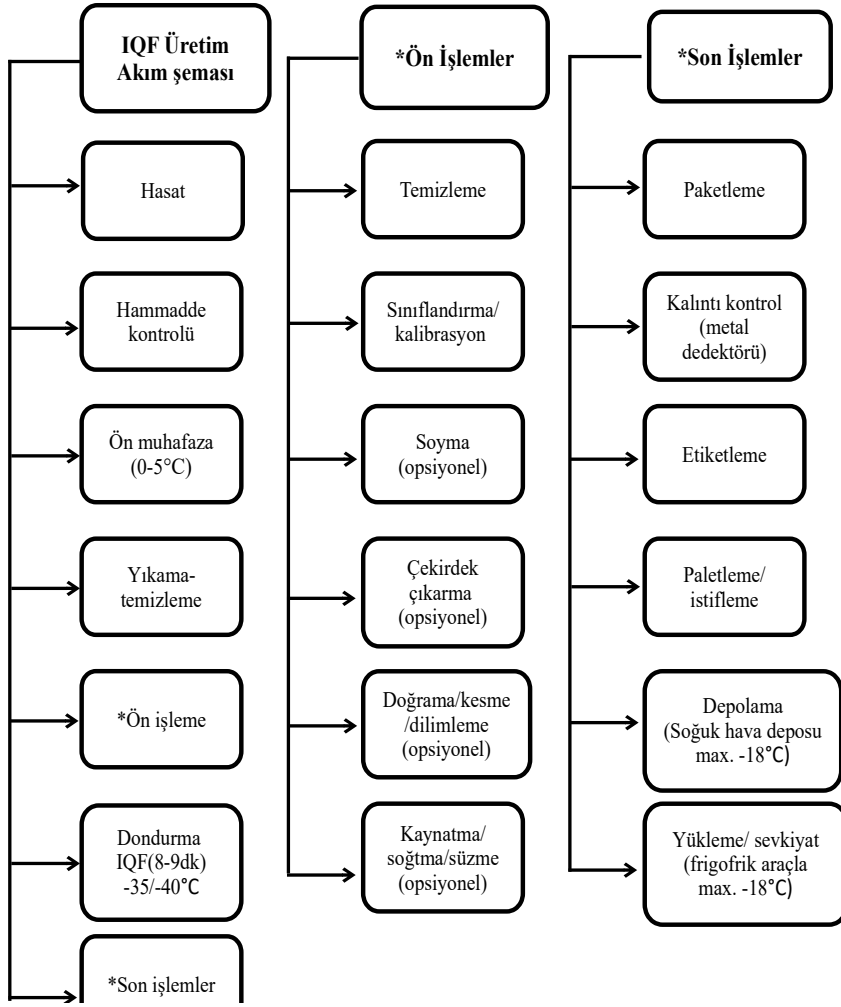 IQF Üretim
Akım şeması
Hasat
Hammadde
kontrolü
Ön muhafaza
(0-5°C)
Yıkama-
temizleme
*Ön işleme
Dondurma
IQF(8-9dk)
-35/-40°C
*Son işlemler
*Ön İşlemler
Temizleme
Sınıflandırma/
kalibrasyon
Soyma
(opsiyonel)
Çekirdek
çıkarma
(opsiyonel)
Doğrama/kesme
/dilimleme
(opsiyonel)
Kaynatma/
soğtma/süzme
(opsiyonel)
*Son İşlemler
Paketleme
Kalıntı kontrol
(metal
dedektörü)
Etiketleme
Paletleme/
istifleme
Depolama
(Soğuk hava deposu
max. -18°C)
Yükleme/ sevkiyat
(frigofrik araçla
max. -18°C)